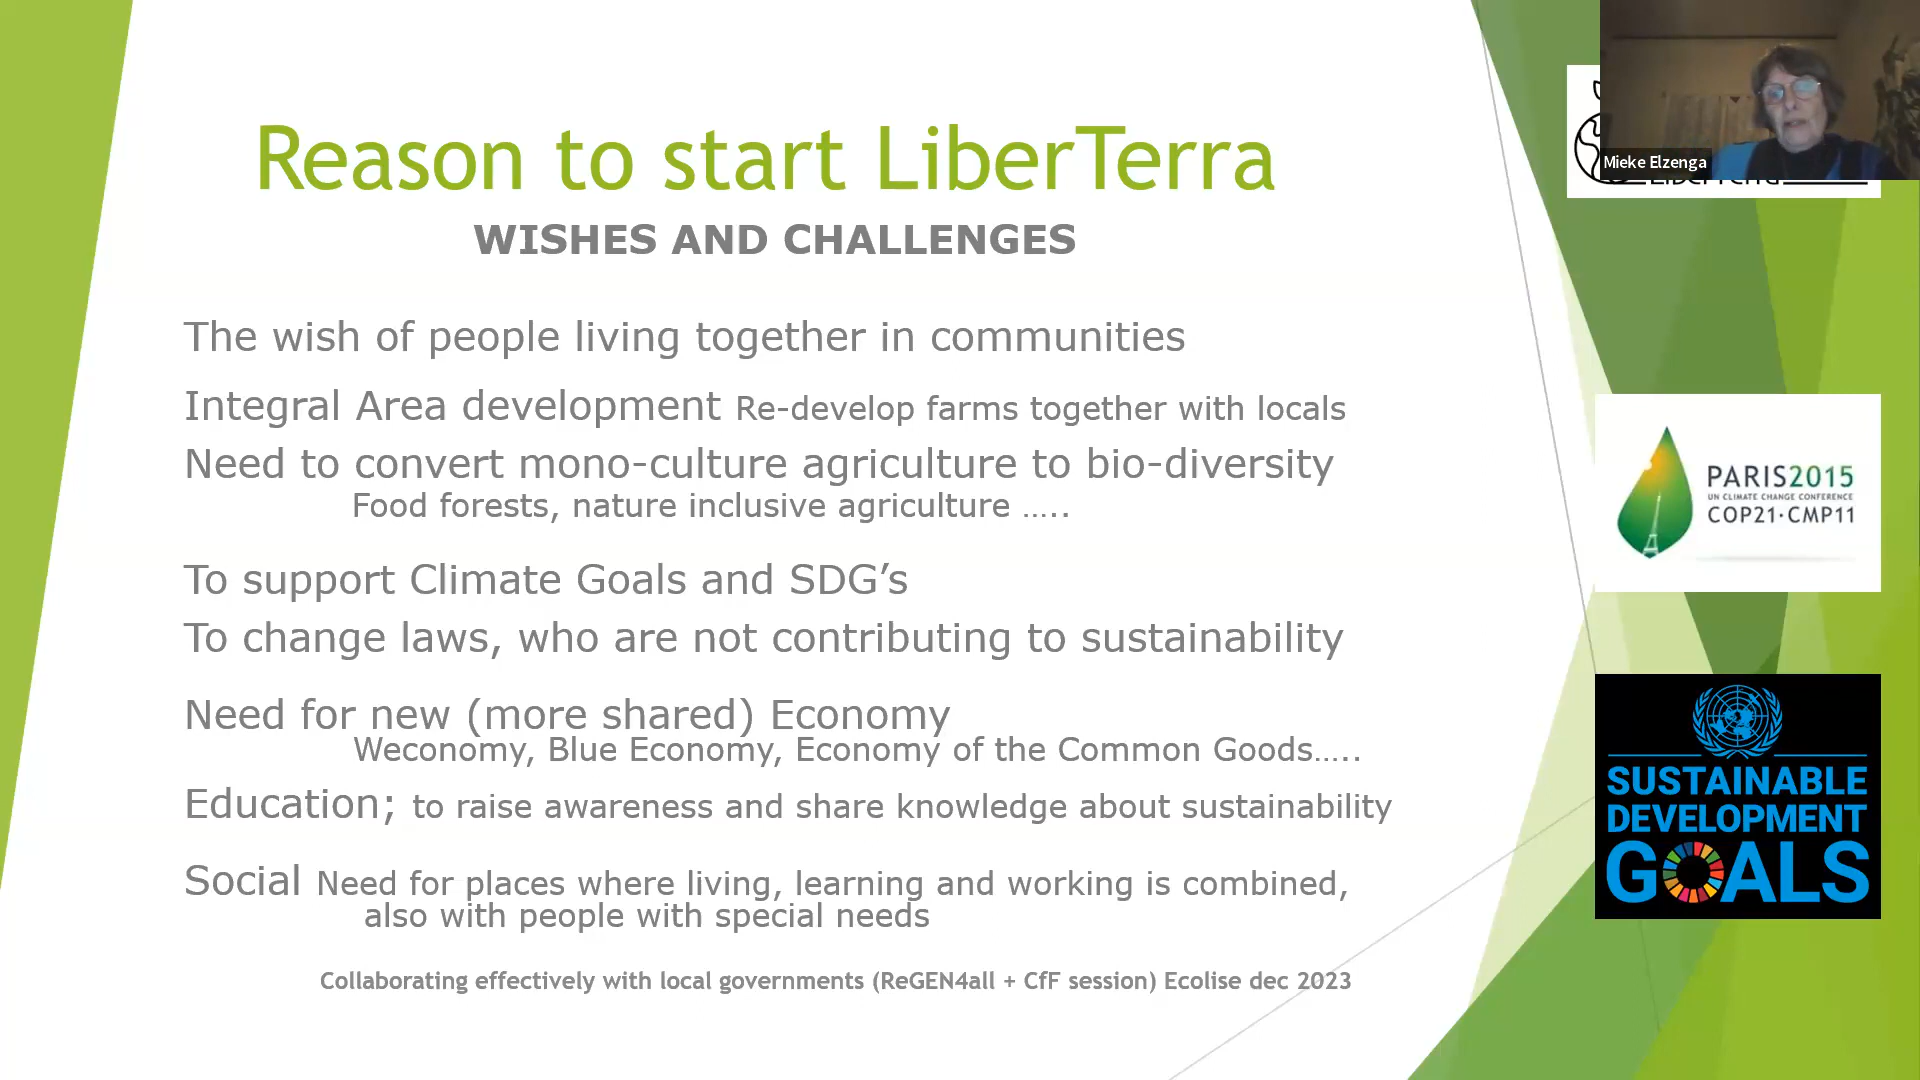 Reason to start LiberTerra
WISHES AND CHALLENGES
The wish of people living together in communities
Integral Area development Re-develop farms together with locals
Need to convert mono-culture agriculture to bio-diversity
Food forests, nature inclusive agriculture …..
To support Climate Goals and SDG’s
To change laws, who are not contributing to sustainability
Need for new (more shared) Economy
Weconomy, Blue Economy, Economy of the Common Goods…..
Education; to raise awareness and share knowledge about sustainability
Social Need for places where living, learning and working is combined,
also with people with special needs
Collaborating effectively with local governments (ReGEN4all + CfF session) Ecolise dec 2023
Mieke Elzenga
PARIS2015
UN CLIMATE CHANGE CONFERENCE
COP21·CMP11
SUSTAINABLE
DEVELOPMENT
GOALS